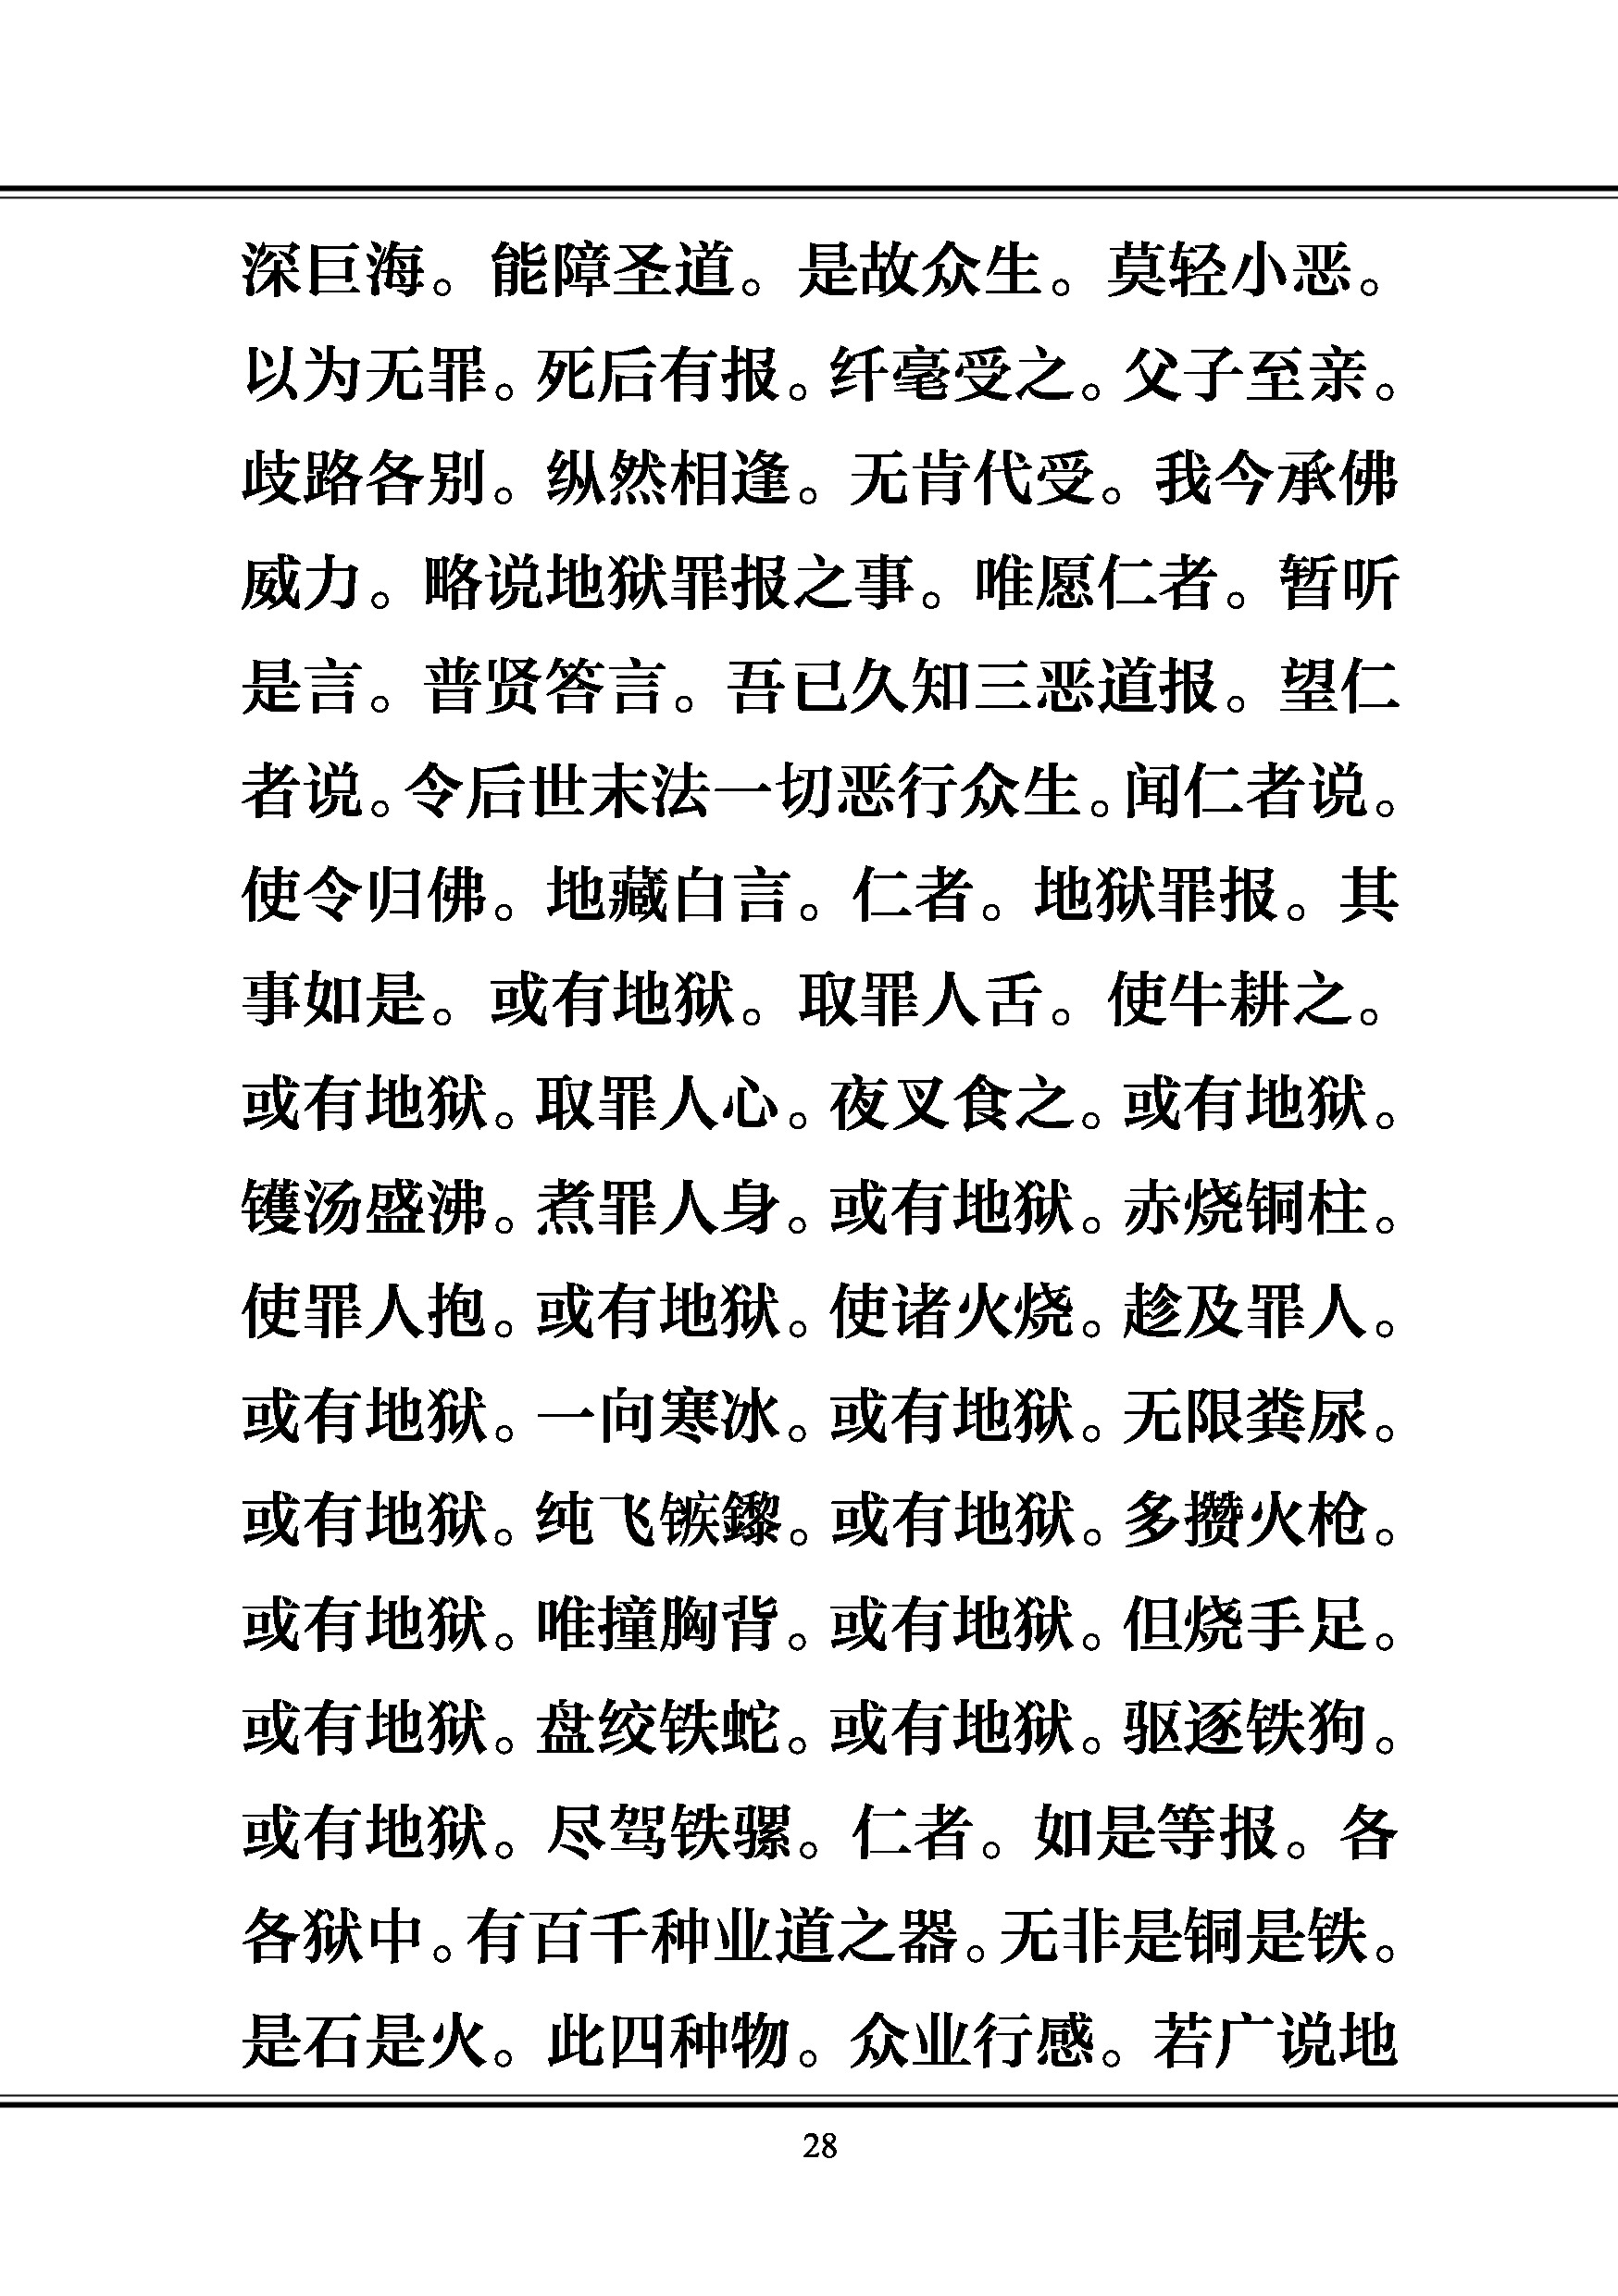 深巨海。能障圣道。是故众生。莫轻小恶。
以为无罪。死后有报。纤毫受之。父子至亲。
歧路各别。纵然相逢。无肯代受。我今承佛
威力。略说地狱罪报之事。唯愿仁者。暂听
是言。普贤答言。吾已久知三恶道报。望仁
者说。令后世末法一切恶行众生。闻仁者说。
使令归佛。地藏白言。仁者。地狱罪报。其
事如是。或有地狱。取罪人舌。使牛耕之。
或有地狱。取罪人心。夜叉食之。或有地狱。
镬汤盛沸。煮罪人身。或有地狱。赤烧铜柱。
使罪人抱。或有地狱。使诸火烧。趁及罪人。
或有地狱。一向寒冰。或有地狱。无限粪尿。
或有地狱。纯飞𨱏鑗。或有地狱。多攒火枪。
或有地狱。唯撞胸背。或有地狱。但烧手足。
或有地狱。盘绞铁蛇。或有地狱。驱逐铁狗。
或有地狱。尽驾铁骡。仁者。如是等报。各
各狱中。有百千种业道之器。无非是铜是铁。
是石是火。此四种物。众业行感。若广说地
28